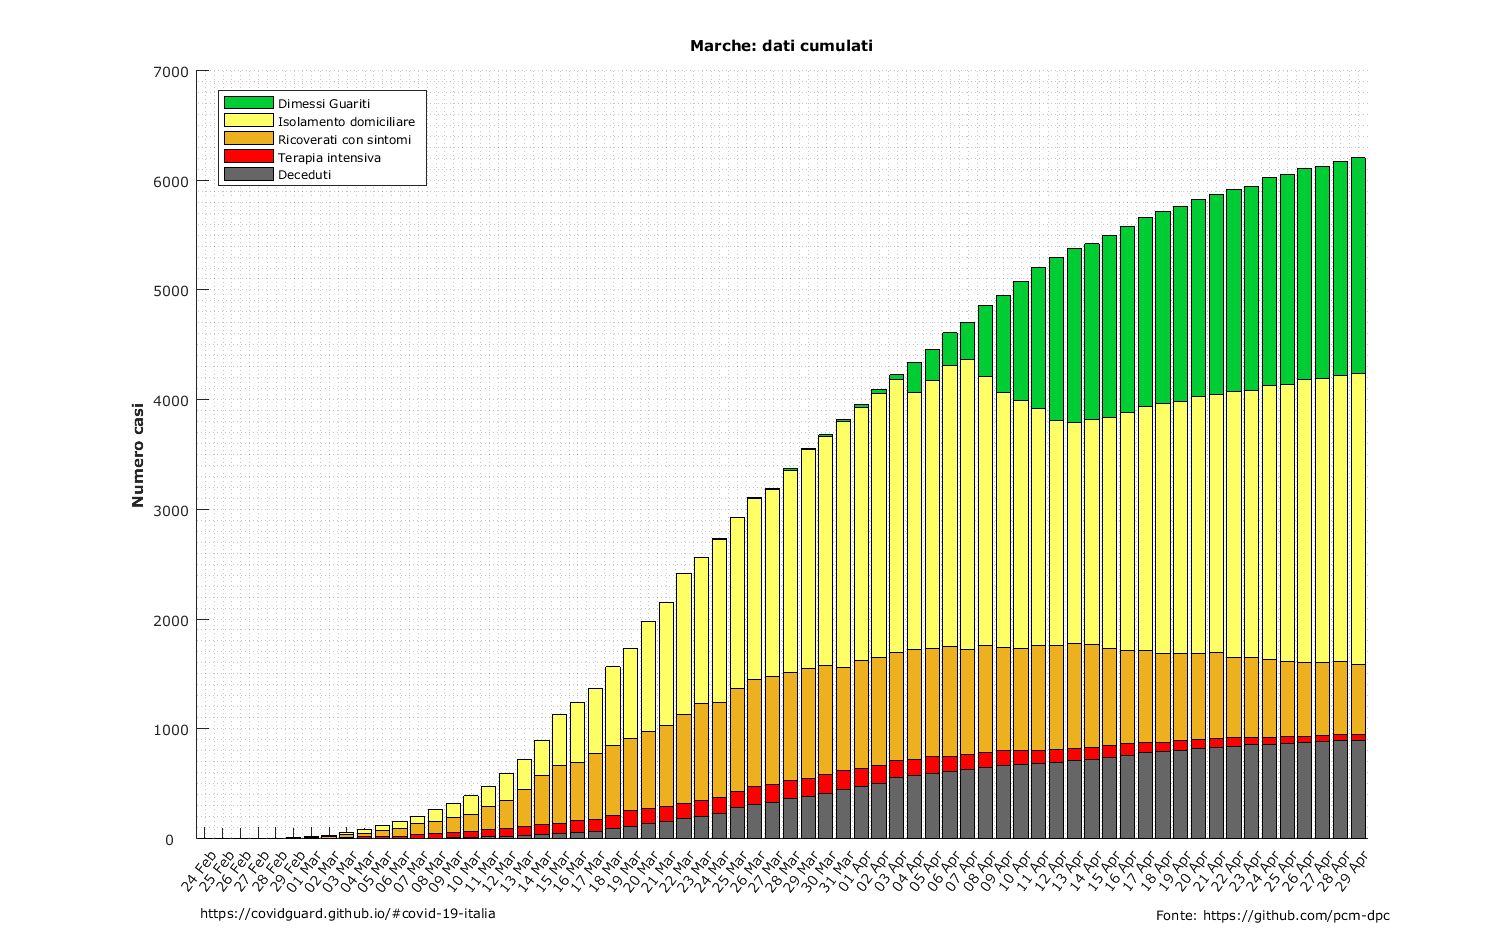 Marche: dati cumulati
7000
6000
5000
4000
3000
2000
1000
0
Numero casi
Dimessi Guariti
Isolamento domiciliare
Ricoverati con sintomi
Terapia intensiva
Deceduti
24 Feb
25 Feb
26 Feb
27 Feb
28 Feb
29 Feb
01 Mar
02 Mar
03 Mar
04 Mar
05 Mar
06 Mar
07 Mar
08 Mar
09 Mar
10 Mar
11 Mar
12 Mar
13 Mar
14 Mar
15 Mar
16 Mar
17 Mar
18 Mar
19 Mar
20 Mar
21 Mar
22 Mar
23 Mar
24 Mar
25 Mar
26 Mar
27 Mar
28 Mar
29 Mar
30 Mar
31 Mar
01 Apr
02 Apr
03 Apr
04 Apr
05 Apr
06 Apr
07 Apr
08 Apr
09 Apr
10 Apr
11 Apr
12 Apr
13 Apr
14 Apr
15 Apr
16 Apr
17 Apr
18 Apr
19 Apr
20 Apr
21 Apr
22 Apr
23 Apr
24 Apr
25 Apr
26 Apr
27 Apr
28 Apr
29 Apr
https://covidguard.github.io/#covid-19-italia
Fonte: https://github.com/pcm-dpc